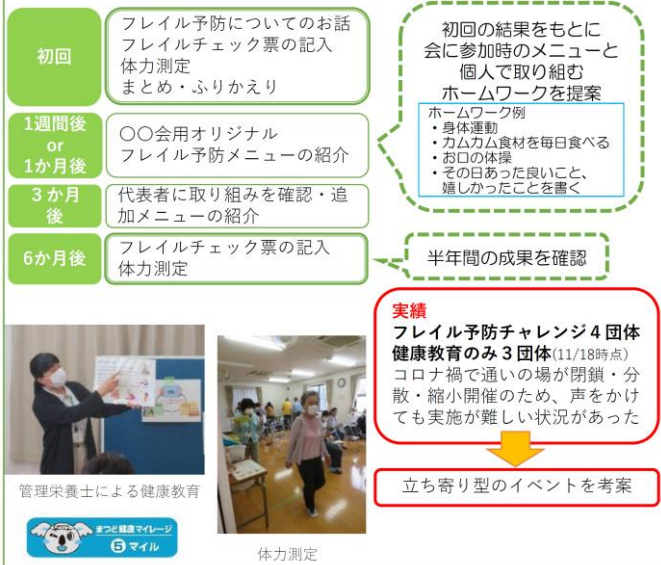 初回
フレイル予防についてのお話
フレイルチェック票の記入
体力測定
まとめ・ふりかえり
初回の結果をもとに
会に参加時のメニューと
個人で取り組む
ホームワークを提案
ホームワーク例
・身体運動
・カムカム食材を毎日食べる
・お口の体操
・その日あった良いこと、
嬉しかったことを書く
1週間後
or
1か月後
〇〇会用オリジナル
フレイル予防メニューの紹介
3か月
後
代表者に取り組みを確認・追
加メニューの紹介
6か月後
フレイルチェック票の記入
体力測定
半年間の成果を確認
実績
フレイル予防チャレンジ4団体
健康教育のみ3団体(11/18時点)
コロナ禍で通いの場が閉鎖・分
散・縮小開催のため、声をかけ
ても実施が難しい状況があった
立ち寄り型のイベントを考案
管理栄養士による健康教育
まつど健康マイレージ
5マイル
体力測定